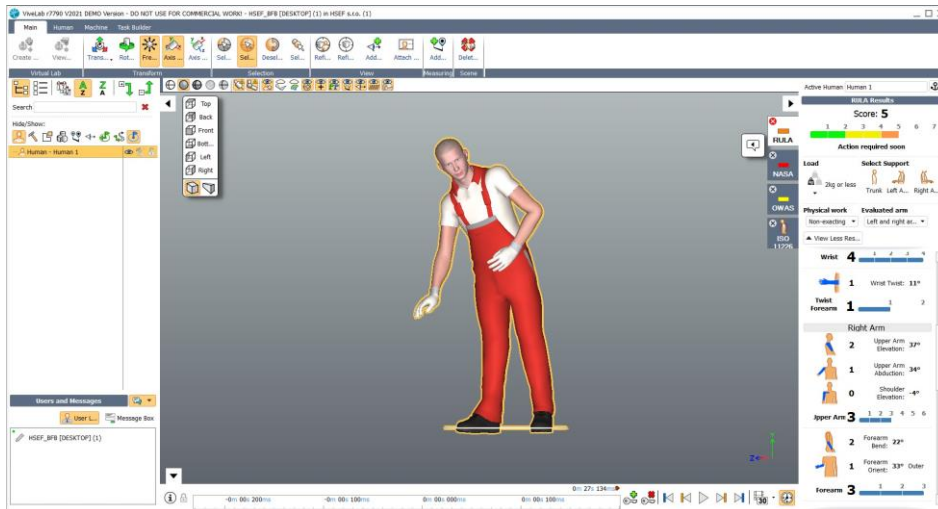 ViveLab r7790 V2021 DEMO Version - DO NOT USE FOR COMMERCIAL WORK! - HSEF_BFB [DESKTOP] (1) in HSEF s.r.o. (1)
Main Human Machine Task Builder
Create ... View... Trans... Rot... Fre... Axis ... Axis ... Sel... Sel... Desel... Sel... Refl... Refl... Add... Attach ... Add... Delet...
Virtual Lab Transform Selection View Measuring Scene
Search
Hide/Show:
Human - Human 1
Users and Messages
User L... Message Box
HSEF_BFB [DESKTOP] (1)
Top
Back
Front
Bott...
Left
Right
Z
Y
RULA
NASA
OWAS
ISO
11226
0m 27s 134ms
-0m 00s 200ms -0m 00s 100ms 0m 00s 000ms 0m 00s 100ms
30
Active Human Human 1
RULA Results
Score: 5
1 2 3 4 5 6 7
Action required soon
Load Select Support
2kg or less Trunk Left A... Right A...
Physical work Evaluated arm
Non-exacting Left and right as...
View Less Res...
Wrist 4 1 2 3 4
1 Wrist Twist: 11°
Twist Forearm 1 1 2
Right Arm
2 Upper Arm Elevation: 37°
1 Upper Arm Abduction: 34°
0 Shoulder Elevation: -4°
Upper Arm 3 1 2 3 4 5 6
2 Forearm Bend: 22°
1 Forearm Orient: 33° Outer
Forearm 3 1 2 3